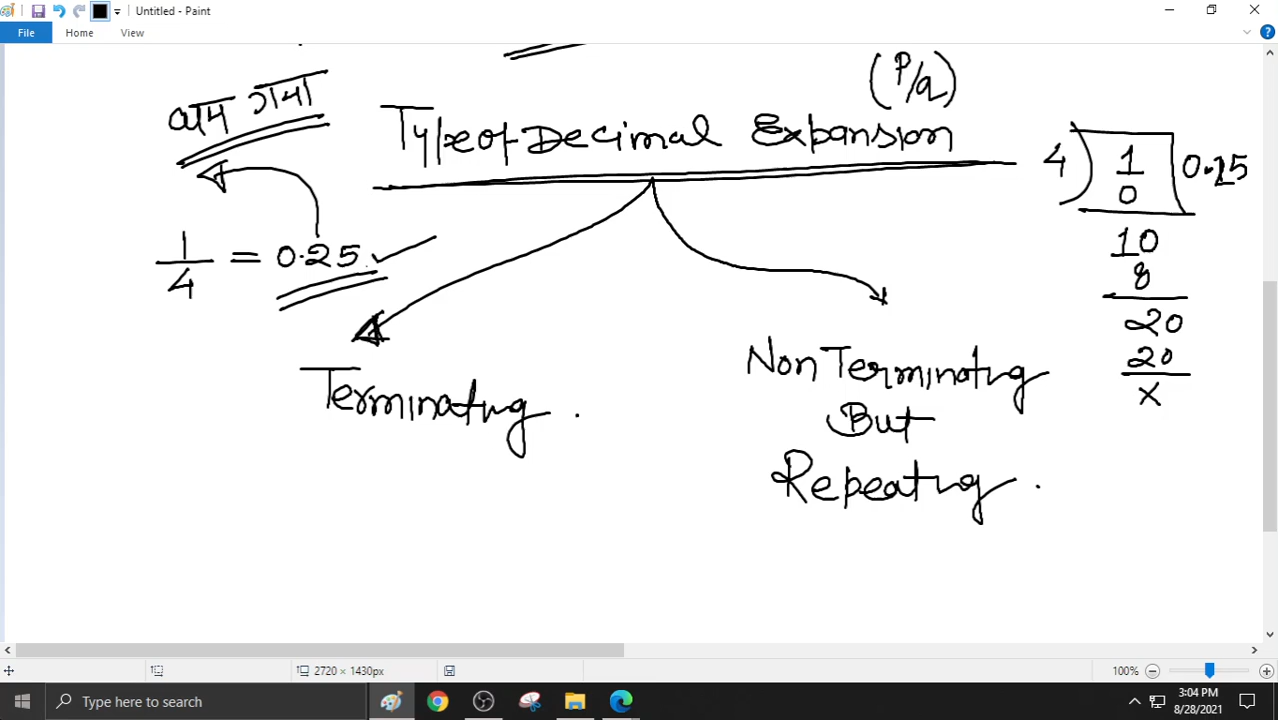 Untitled - Paint
File Home View
(P/q)
थम गया
Type of Decimal Expansion
4) 1 0.25
0
10
8
20
20
x
1/4 = 0.25
Terminating .
Non Terminating
But
Repeating .
2720 × 1430px
100%
Type here to search
3:04 PM
8/28/2021